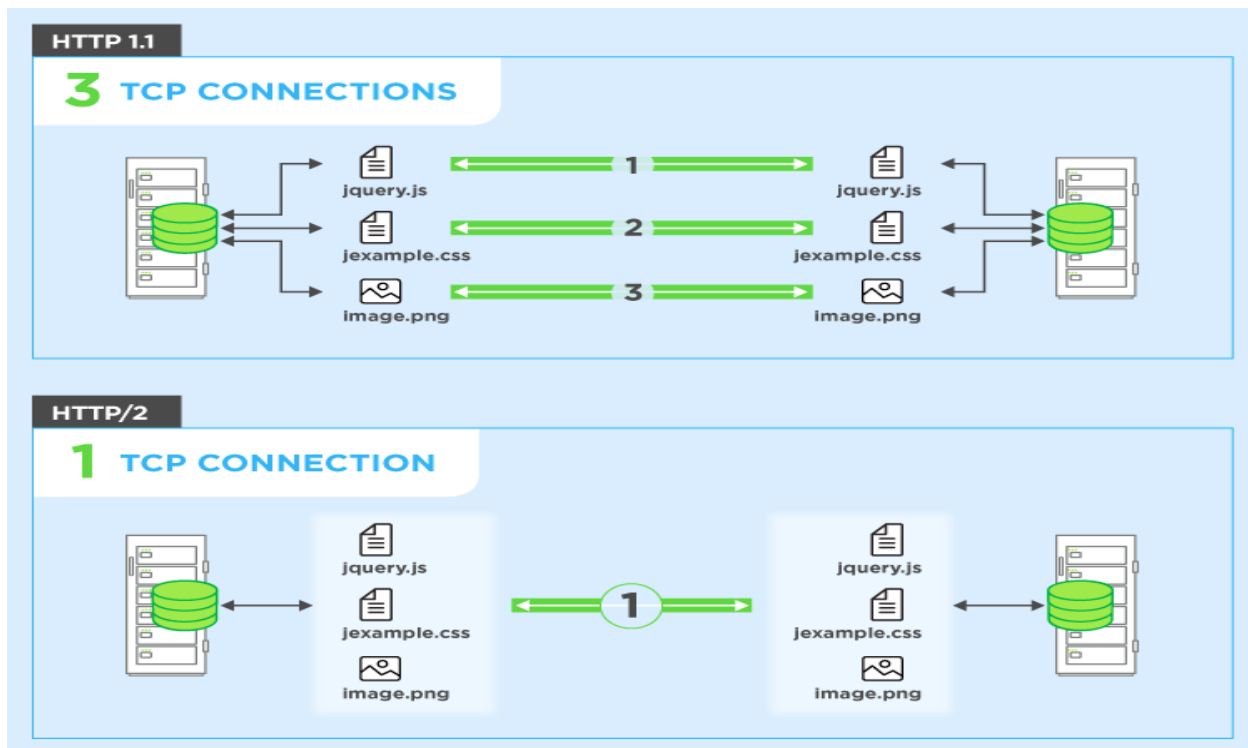 HTTP 1.1
3 TCP CONNECTIONS
jquery.js 1 jquery.js
jexample.css 2 jexample.css
image.png 3 image.png
HTTP/2
1 TCP CONNECTION
jquery.js jquery.js
jexample.css 1 jexample.css
image.png image.png